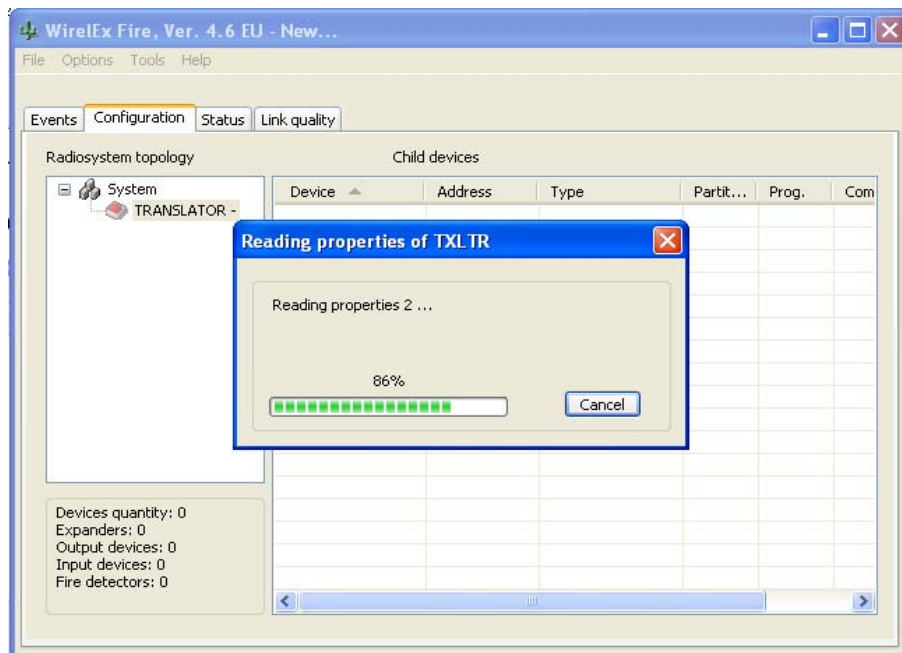 WirelEx Fire, Ver. 4.6 EU - New...
File Options Tools Help
Events Configuration Status Link quality
Radiosystem topology Child devices
System
TRANSLATOR -
Device Address Type Partit... Prog. Com
Reading properties of TXLTR
Reading properties 2 ...
86%
Cancel
Devices quantity: 0
Expanders: 0
Output devices: 0
Input devices: 0
Fire detectors: 0